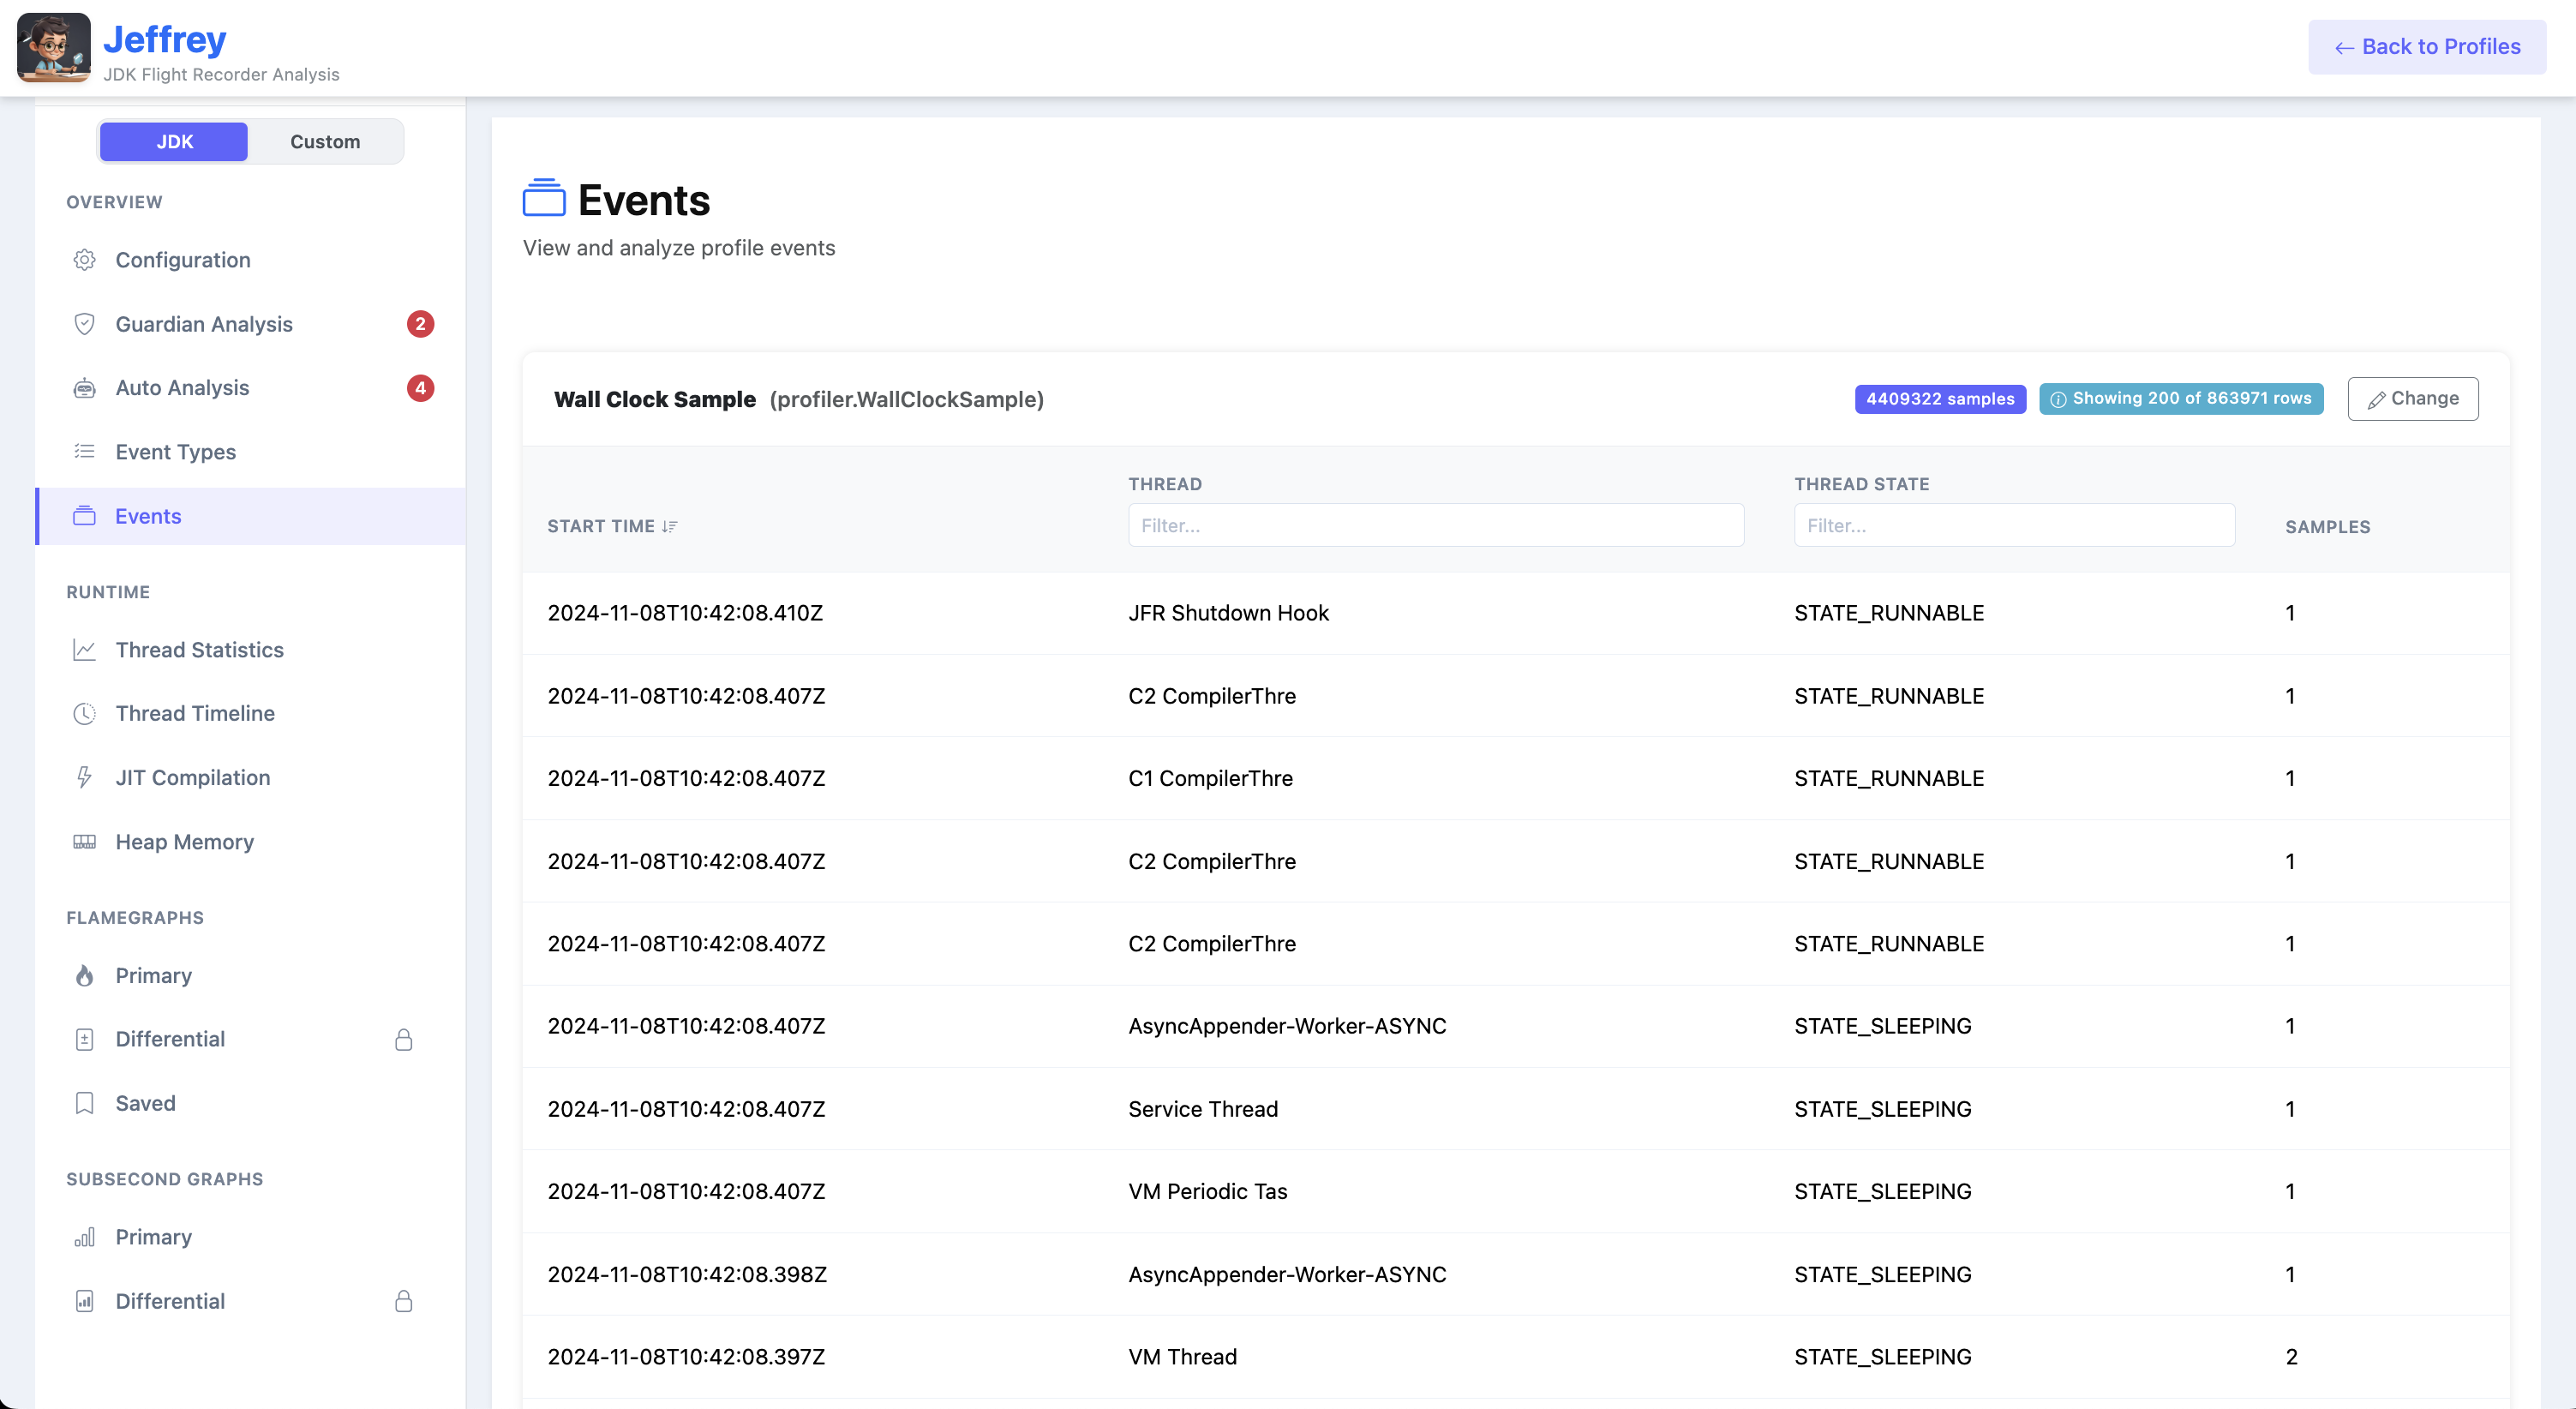 Jeffrey
JDK Flight Recorder Analysis
← Back to Profiles
JDK Custom
OVERVIEW
Configuration
Guardian Analysis 2
Auto Analysis 4
Event Types
Events
RUNTIME
Thread Statistics
Thread Timeline
JIT Compilation
Heap Memory
FLAMEGRAPHS
Primary
Differential
Saved
SUBSECOND GRAPHS
Primary
Differential
Events
View and analyze profile events
Wall Clock Sample (profiler.WallClockSample) 4409322 samples Showing 200 of 863971 rows Change
START TIME THREAD THREAD STATE SAMPLES
Filter... Filter...
2024-11-08T10:42:08.410Z JFR Shutdown Hook STATE_RUNNABLE 1
2024-11-08T10:42:08.407Z C2 CompilerThre STATE_RUNNABLE 1
2024-11-08T10:42:08.407Z C1 CompilerThre STATE_RUNNABLE 1
2024-11-08T10:42:08.407Z C2 CompilerThre STATE_RUNNABLE 1
2024-11-08T10:42:08.407Z C2 CompilerThre STATE_RUNNABLE 1
2024-11-08T10:42:08.407Z AsyncAppender-Worker-ASYNC STATE_SLEEPING 1
2024-11-08T10:42:08.407Z Service Thread STATE_SLEEPING 1
2024-11-08T10:42:08.407Z VM Periodic Tas STATE_SLEEPING 1
2024-11-08T10:42:08.398Z AsyncAppender-Worker-ASYNC STATE_SLEEPING 1
2024-11-08T10:42:08.397Z VM Thread STATE_SLEEPING 2